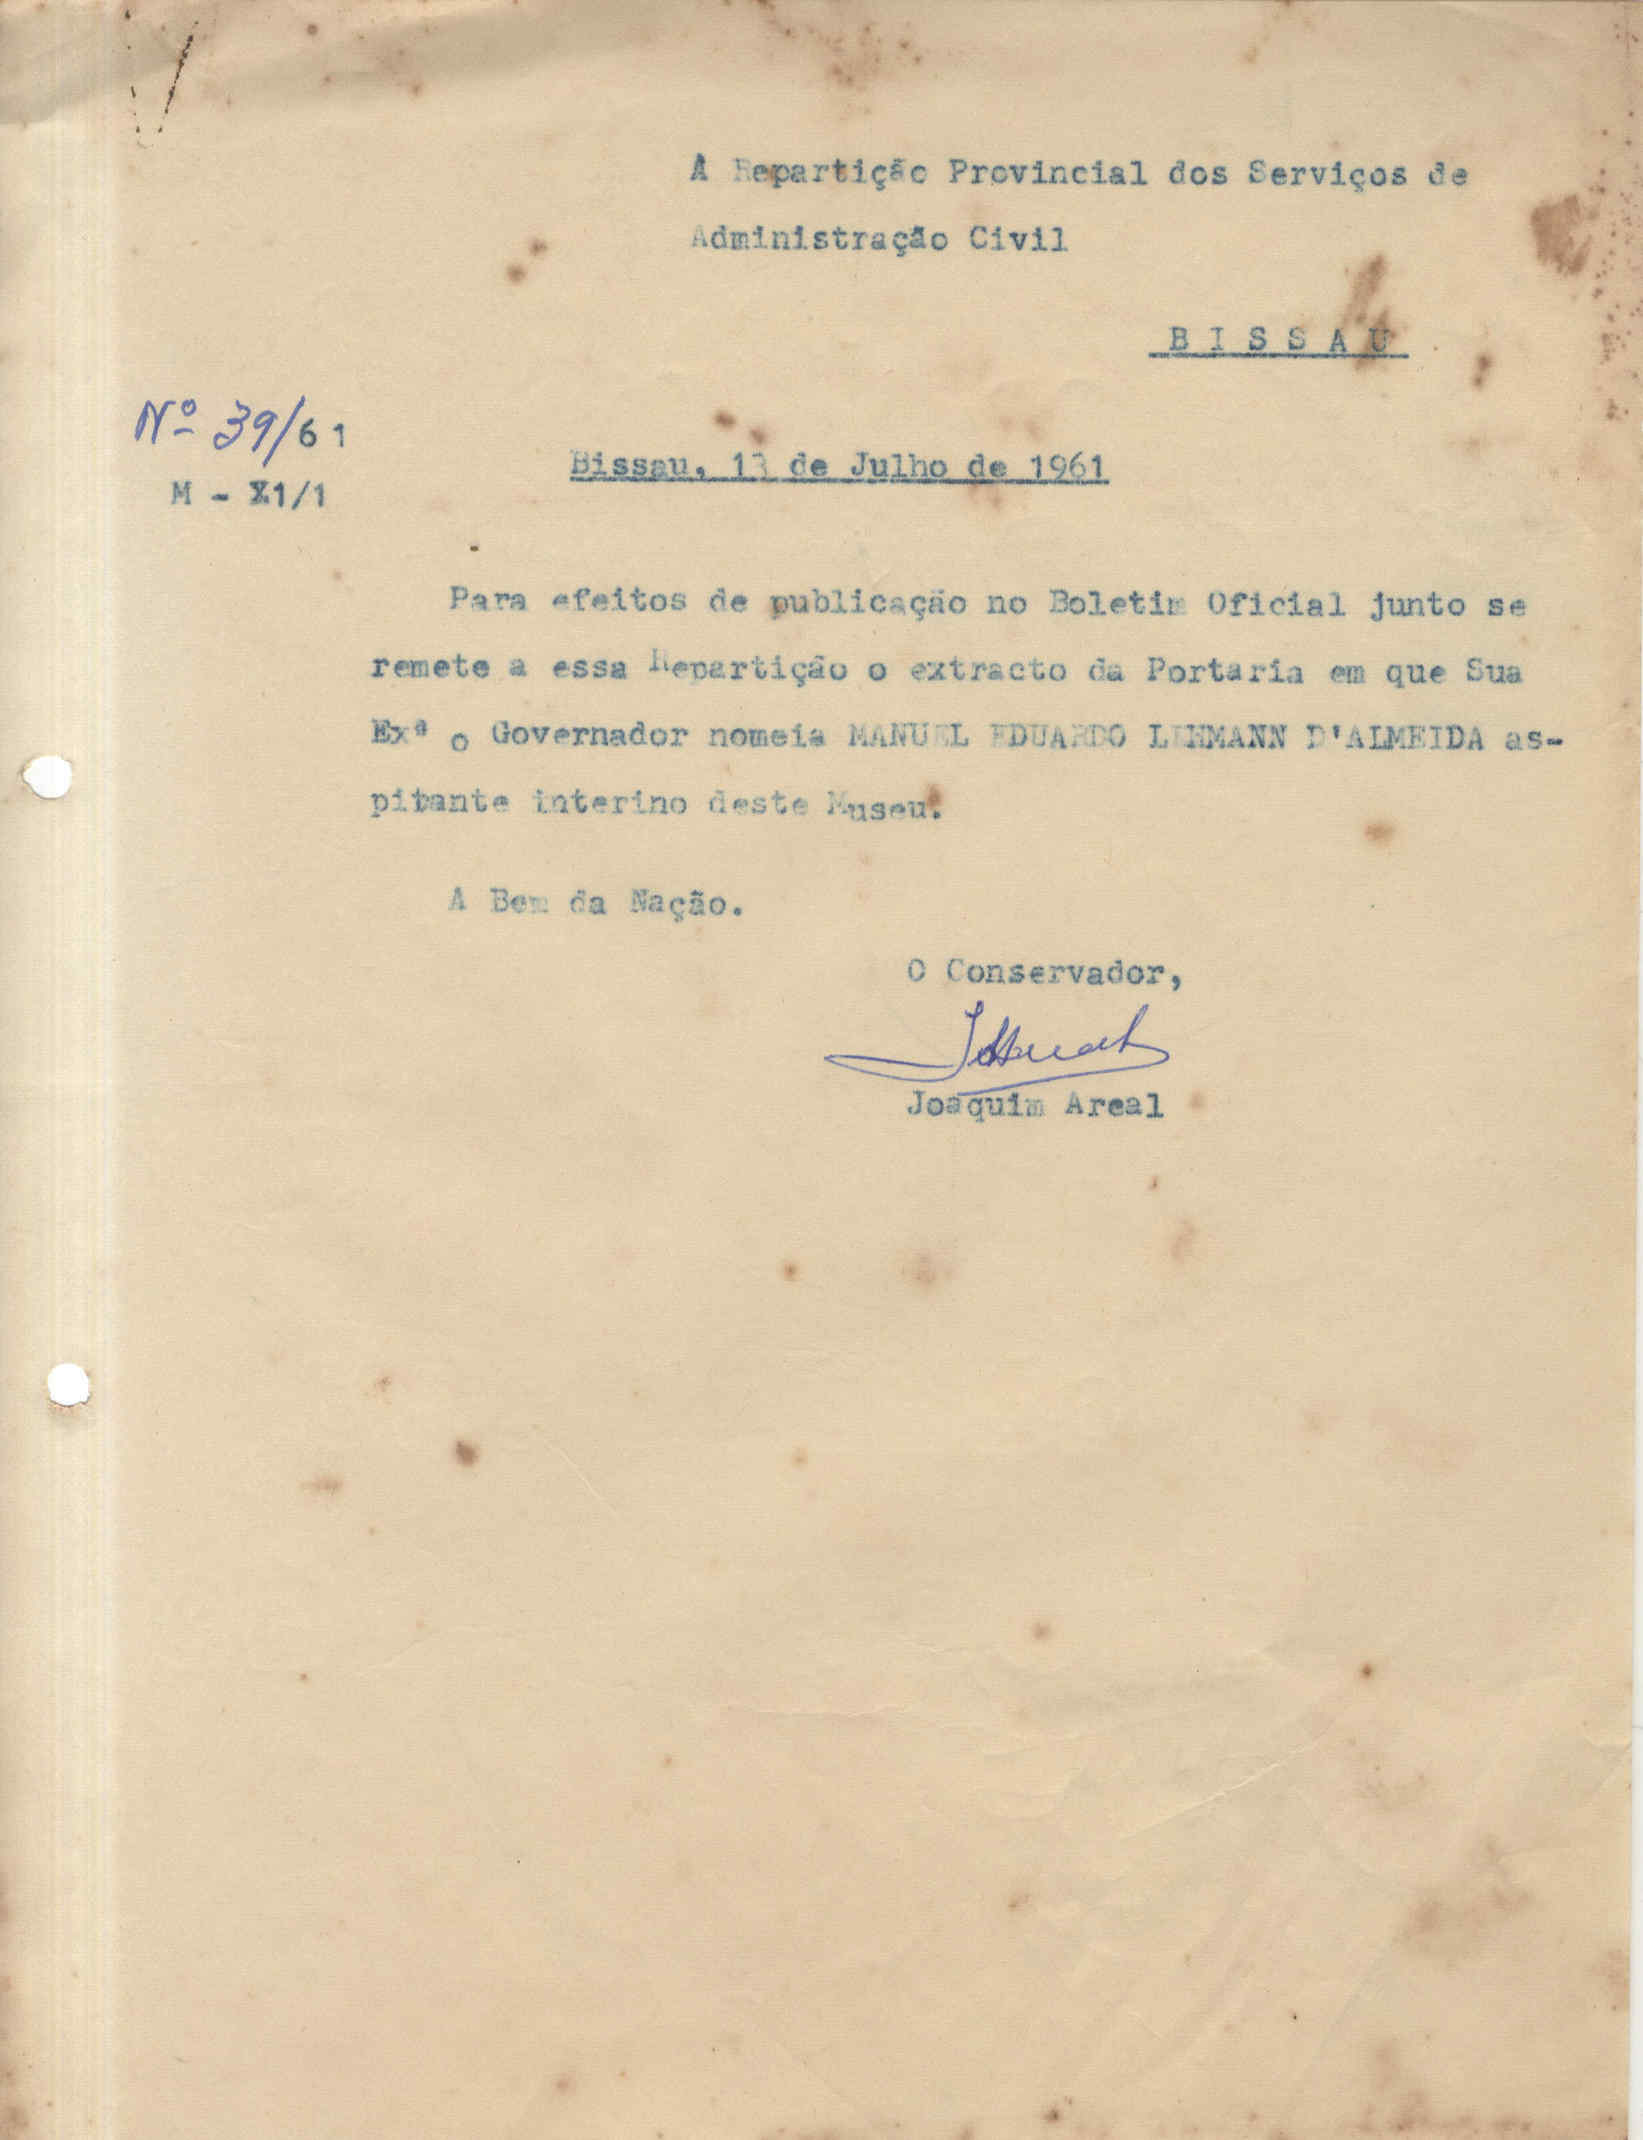 À Repartição Provincial dos Serviços de
Administração Civil
B I S S A U
Nº 39/61
M - X1/1
Bissau, 13 de Julho de 1961
Para efeitos de publicação no Boletim Oficial junto se
remete a essa Repartição o extracto da Portaria em que Sua
Exª o Governador nomeia MANUEL EDUARDO LEHMANN D'ALMEIDA as-
pitante interino deste Museu.
A Bem da Nação.
O Conservador,
Joaquim Areal